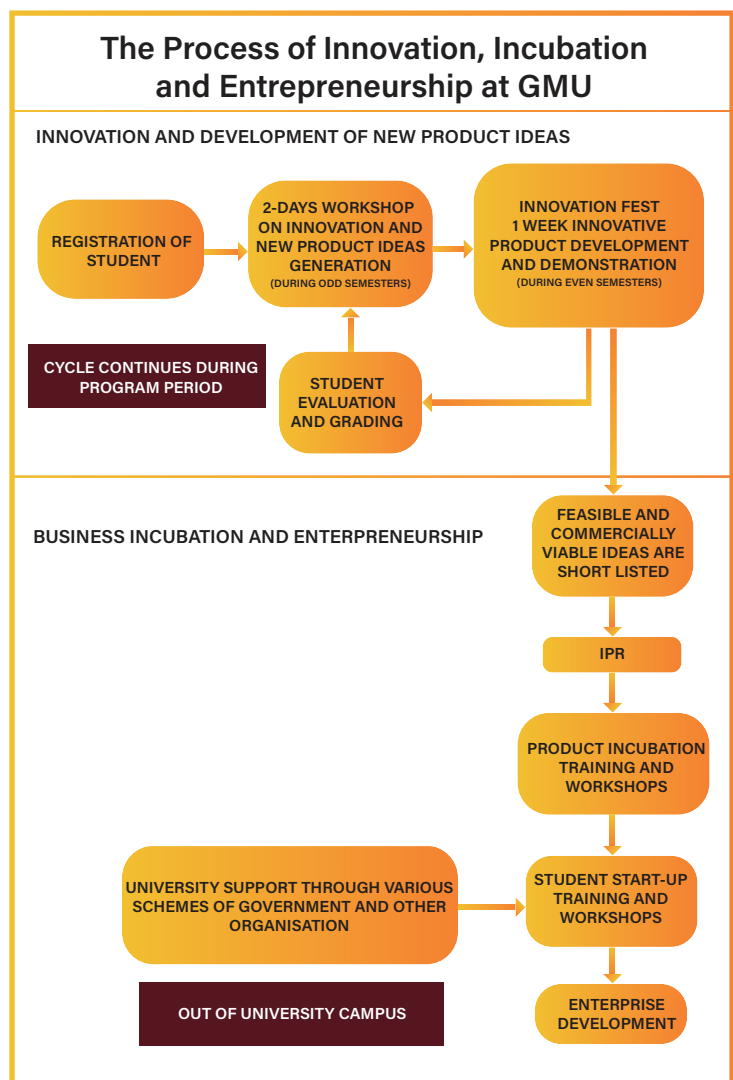 The Process of Innovation, Incubation
and Entrepreneurship at GMU
INNOVATION AND DEVELOPMENT OF NEW PRODUCT IDEAS
REGISTRATION OF
STUDENT
2-DAYS WORKSHOP
ON INNOVATION AND
NEW PRODUCT IDEAS
GENERATION
(DURING ODD SEMESTERS)
INNOVATION FEST
1 WEEK INNOVATIVE
PRODUCT DEVELOPMENT
AND DEMONSTRATION
(DURING EVEN SEMESTERS)
CYCLE CONTINUES DURING
PROGRAM PERIOD
STUDENT
EVALUATION
AND GRADING
BUSINESS INCUBATION AND ENTERPRENEURSHIP
FEASIBLE AND
COMMERCIALLY
VIABLE IDEAS ARE
SHORT LISTED
IPR
PRODUCT INCUBATION
TRAINING AND
WORKSHOPS
UNIVERSITY SUPPORT THROUGH VARIOUS
SCHEMES OF GOVERNMENT AND OTHER
ORGANISATION
STUDENT START-UP
TRAINING AND
WORKSHOPS
OUT OF UNIVERSITY CAMPUS
ENTERPRISE
DEVELOPMENT